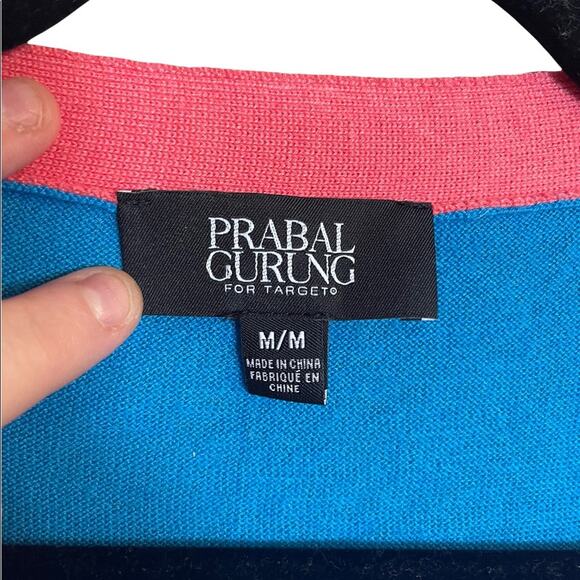 PRABAL
GURUNG
FOR TARGET®
M/M
MADE IN CHINA
FABRIQUÉ EN
CHINE